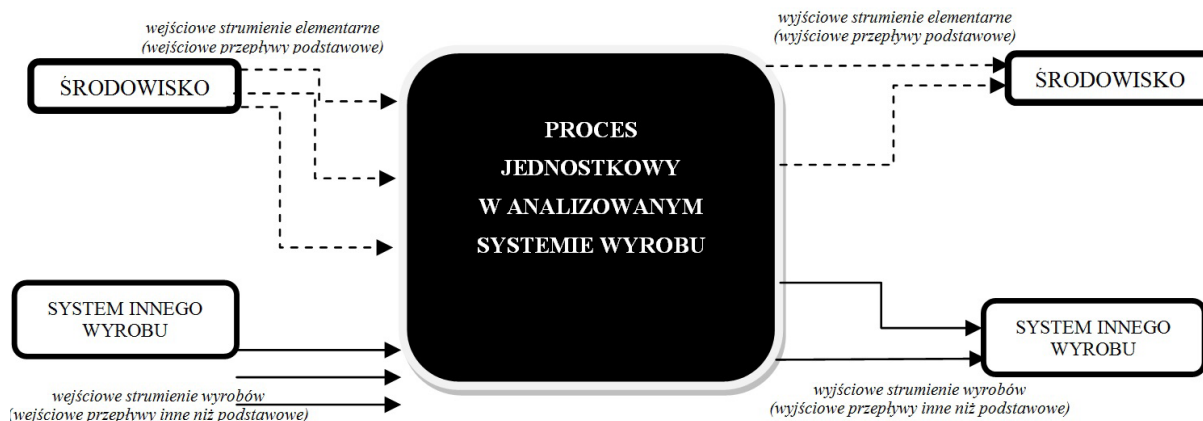 wejściowe strumienie elementarne
(wejściowe przepływy podstawowe)
ŚRODOWISKO
PROCES
JEDNOSTKOWY
W ANALIZOWANYM
SYSTEMIE WYROBU
wyjściowe strumienie elementarne
(wyjściowe przepływy podstawowe)
ŚRODOWISKO
SYSTEM INNEGO
WYROBU
wejściowe strumienie wyrobów
(wejściowe przepływy inne niż podstawowe)
SYSTEM INNEGO
WYROBU
wyjściowe strumienie wyrobów
(wyjściowe przepływy inne niż podstawowe)